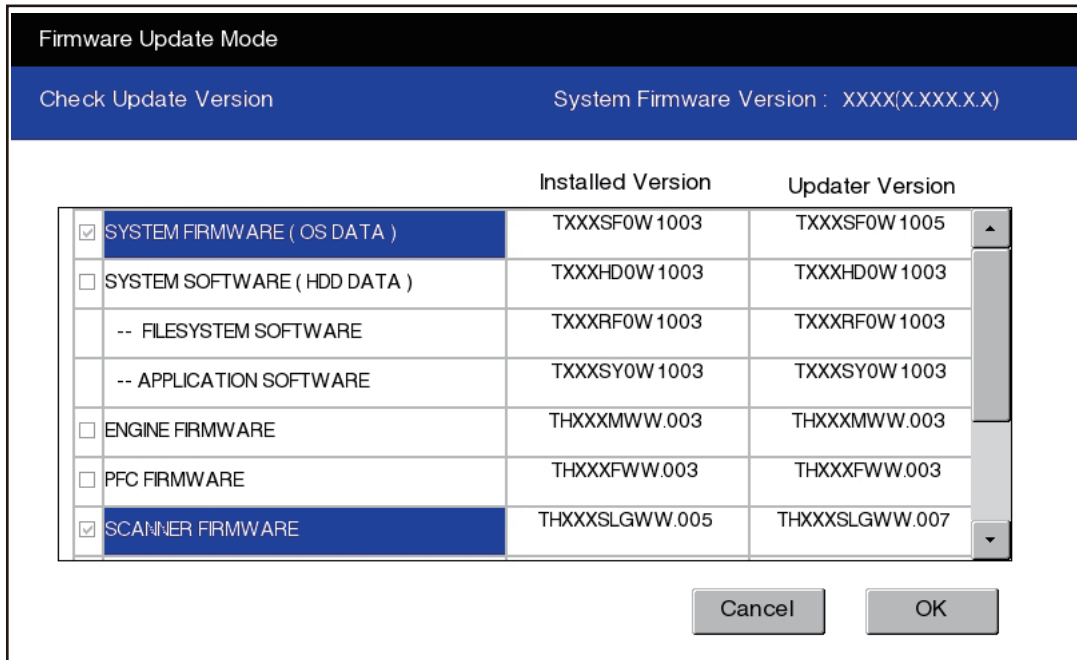 Firmware Update Mode
Check Update Version System Firmware Version : XXXX(X.XXX.X.X)
Installed Version Updater Version
SYSTEM FIRMWARE ( OS DATA ) TXXXSF0W1003 TXXXSF0W1005
SYSTEM SOFTWARE ( HDD DATA ) TXXXHD0W1003 TXXXHD0W1003
-- FILESYSTEM SOFTWARE TXXXRF0W1003 TXXXRF0W1003
-- APPLICATION SOFTWARE TXXXSY0W1003 TXXXSY0W1003
ENGINE FIRMWARE THXXXMWW.003 THXXXMWW.003
PFC FIRMWARE THXXXFWW.003 THXXXFWW.003
SCANNER FIRMWARE THXXXSLGWW.005 THXXXSLGWW.007
Cancel OK